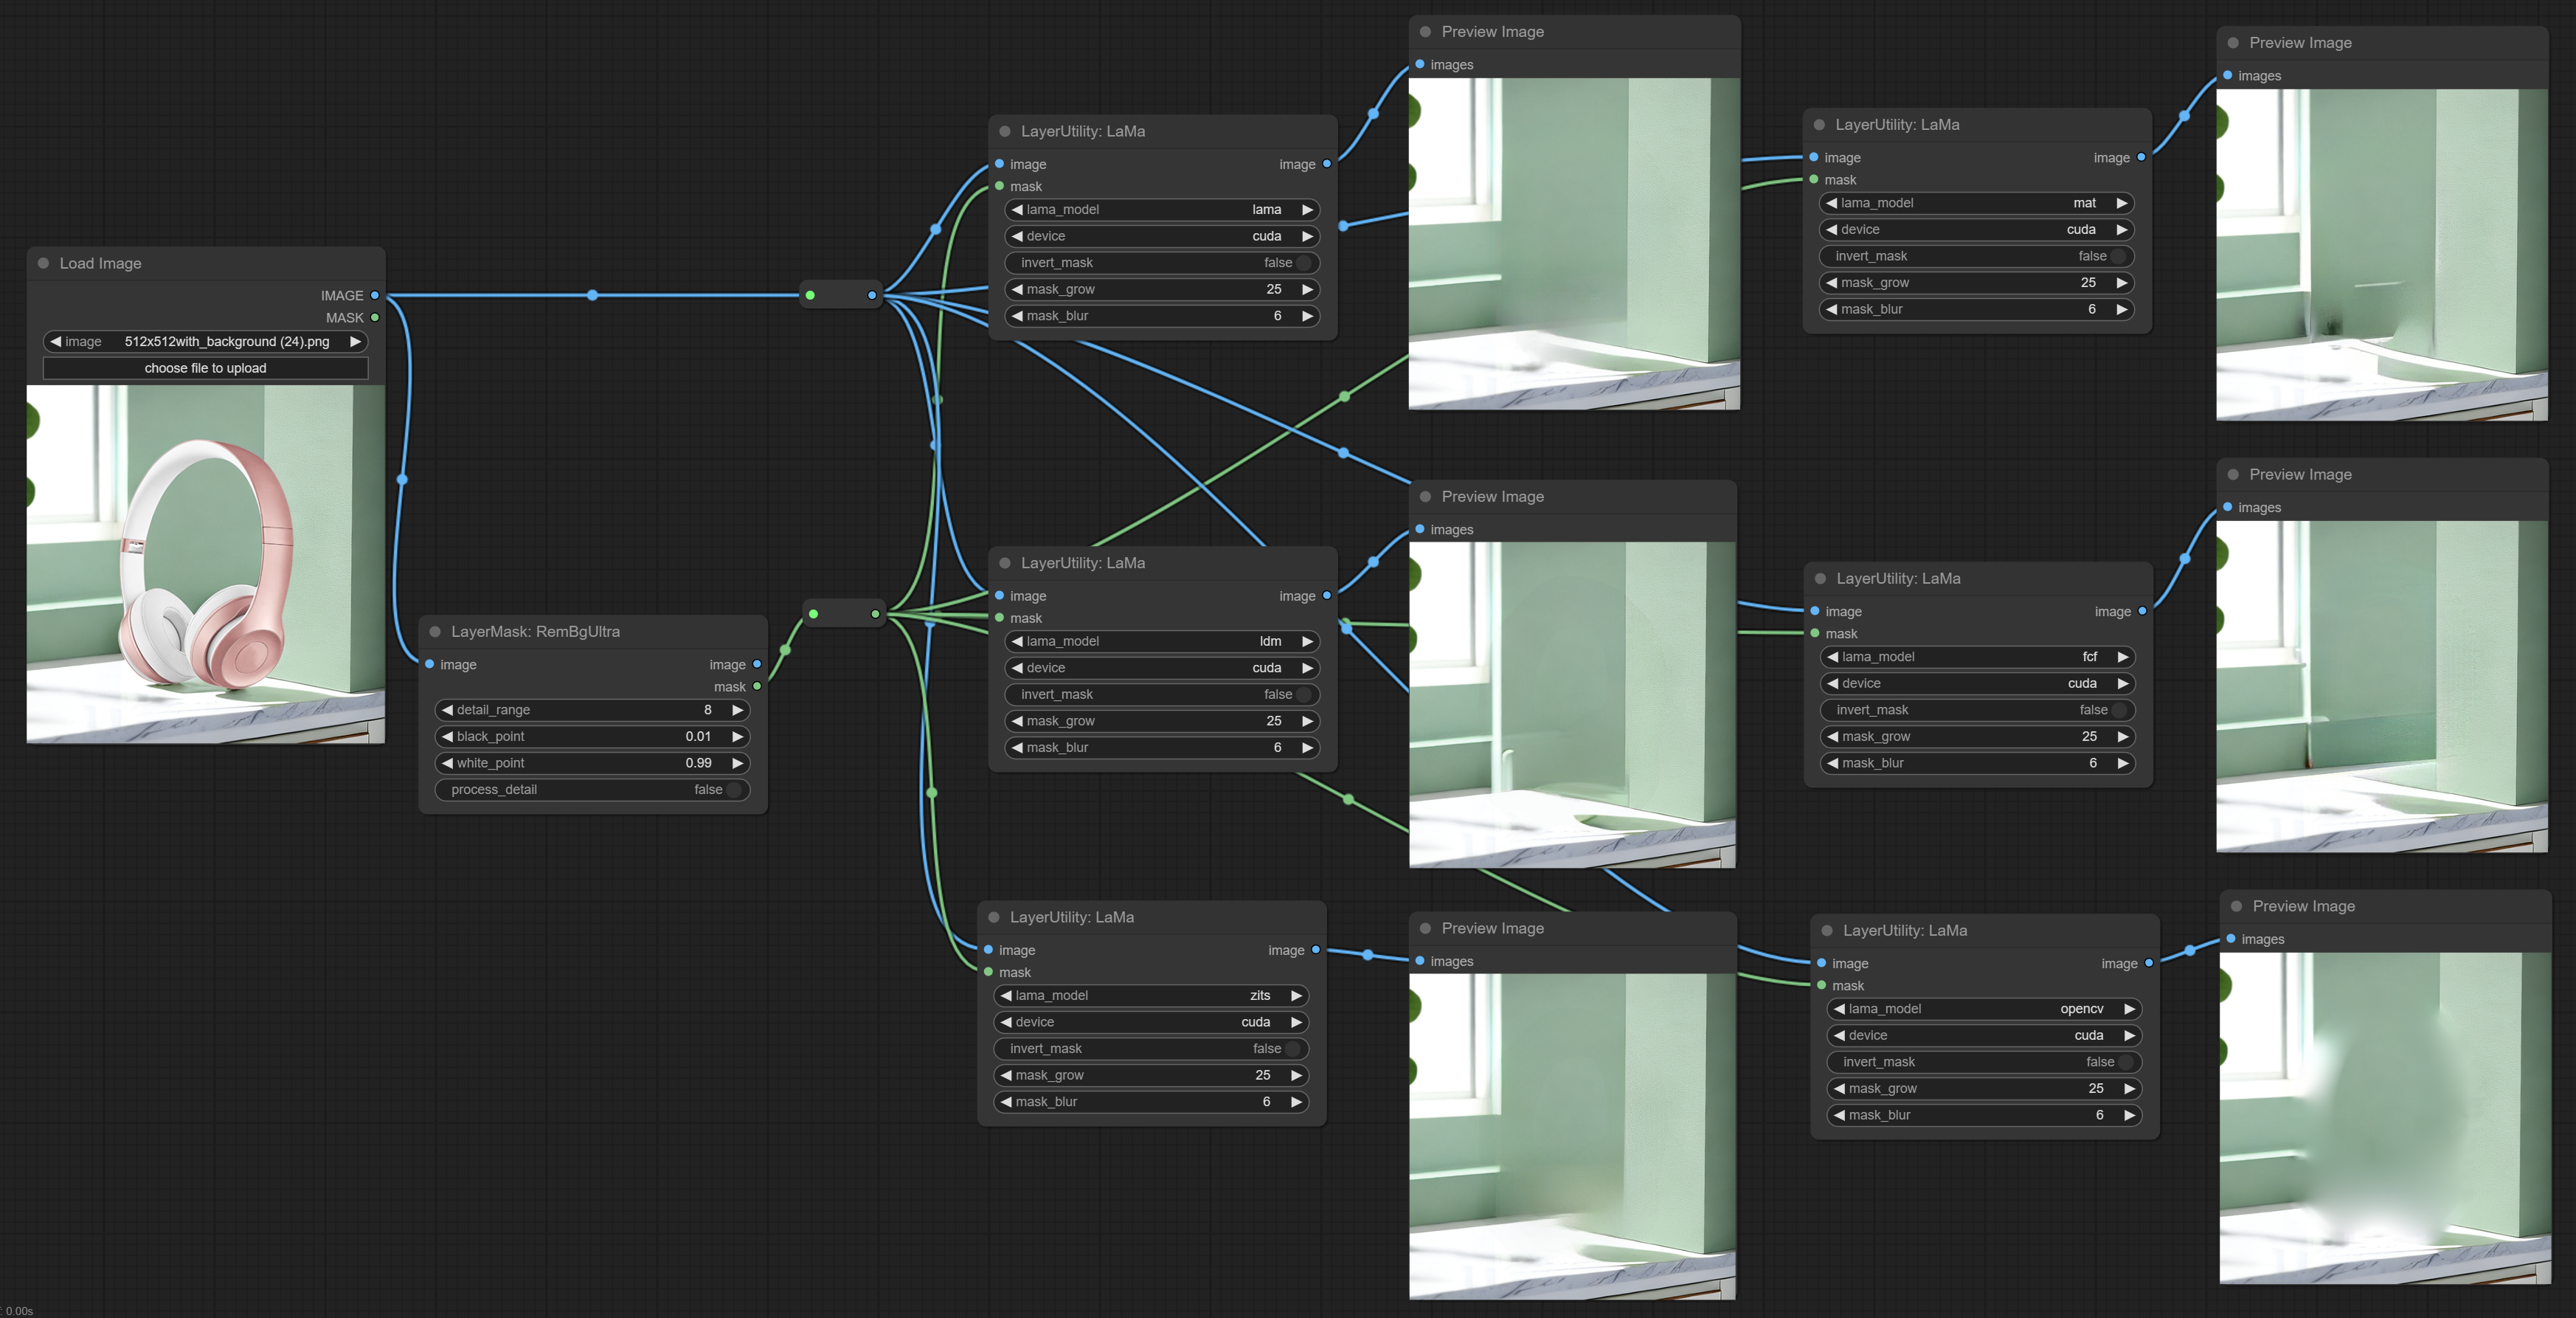 Load Image
IMAGE
MASK
image 512x512with_background (24).png
choose file to upload
LayerMask: RemBgUltra
image image
mask
detail_range 8
black_point 0.01
white_point 0.99
process_detail false
LayerUtility: LaMa
image image
mask
lama_model lama
device cuda
invert_mask false
mask_grow 25
mask_blur 6
Preview Image
images
LayerUtility: LaMa
image image
mask
lama_model mat
device cuda
invert_mask false
mask_grow 25
mask_blur 6
Preview Image
images
LayerUtility: LaMa
image image
mask
lama_model ldm
device cuda
invert_mask false
mask_grow 25
mask_blur 6
Preview Image
images
LayerUtility: LaMa
image image
mask
lama_model fcf
device cuda
invert_mask false
mask_grow 25
mask_blur 6
Preview Image
images
LayerUtility: LaMa
image image
mask
lama_model zits
device cuda
invert_mask false
mask_grow 25
mask_blur 6
Preview Image
images
LayerUtility: LaMa
image image
mask
lama_model opencv
device cuda
invert_mask false
mask_grow 25
mask_blur 6
Preview Image
images
: 0.00s